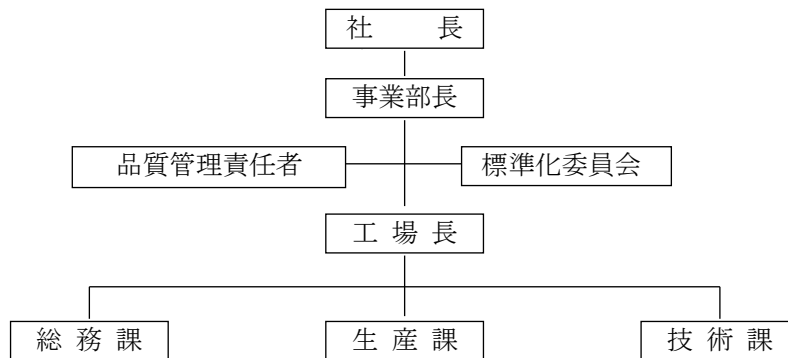 社 長
事業部長
品質管理責任者 標準化委員会
工 場 長
総 務 課 生 産 課 技 術 課